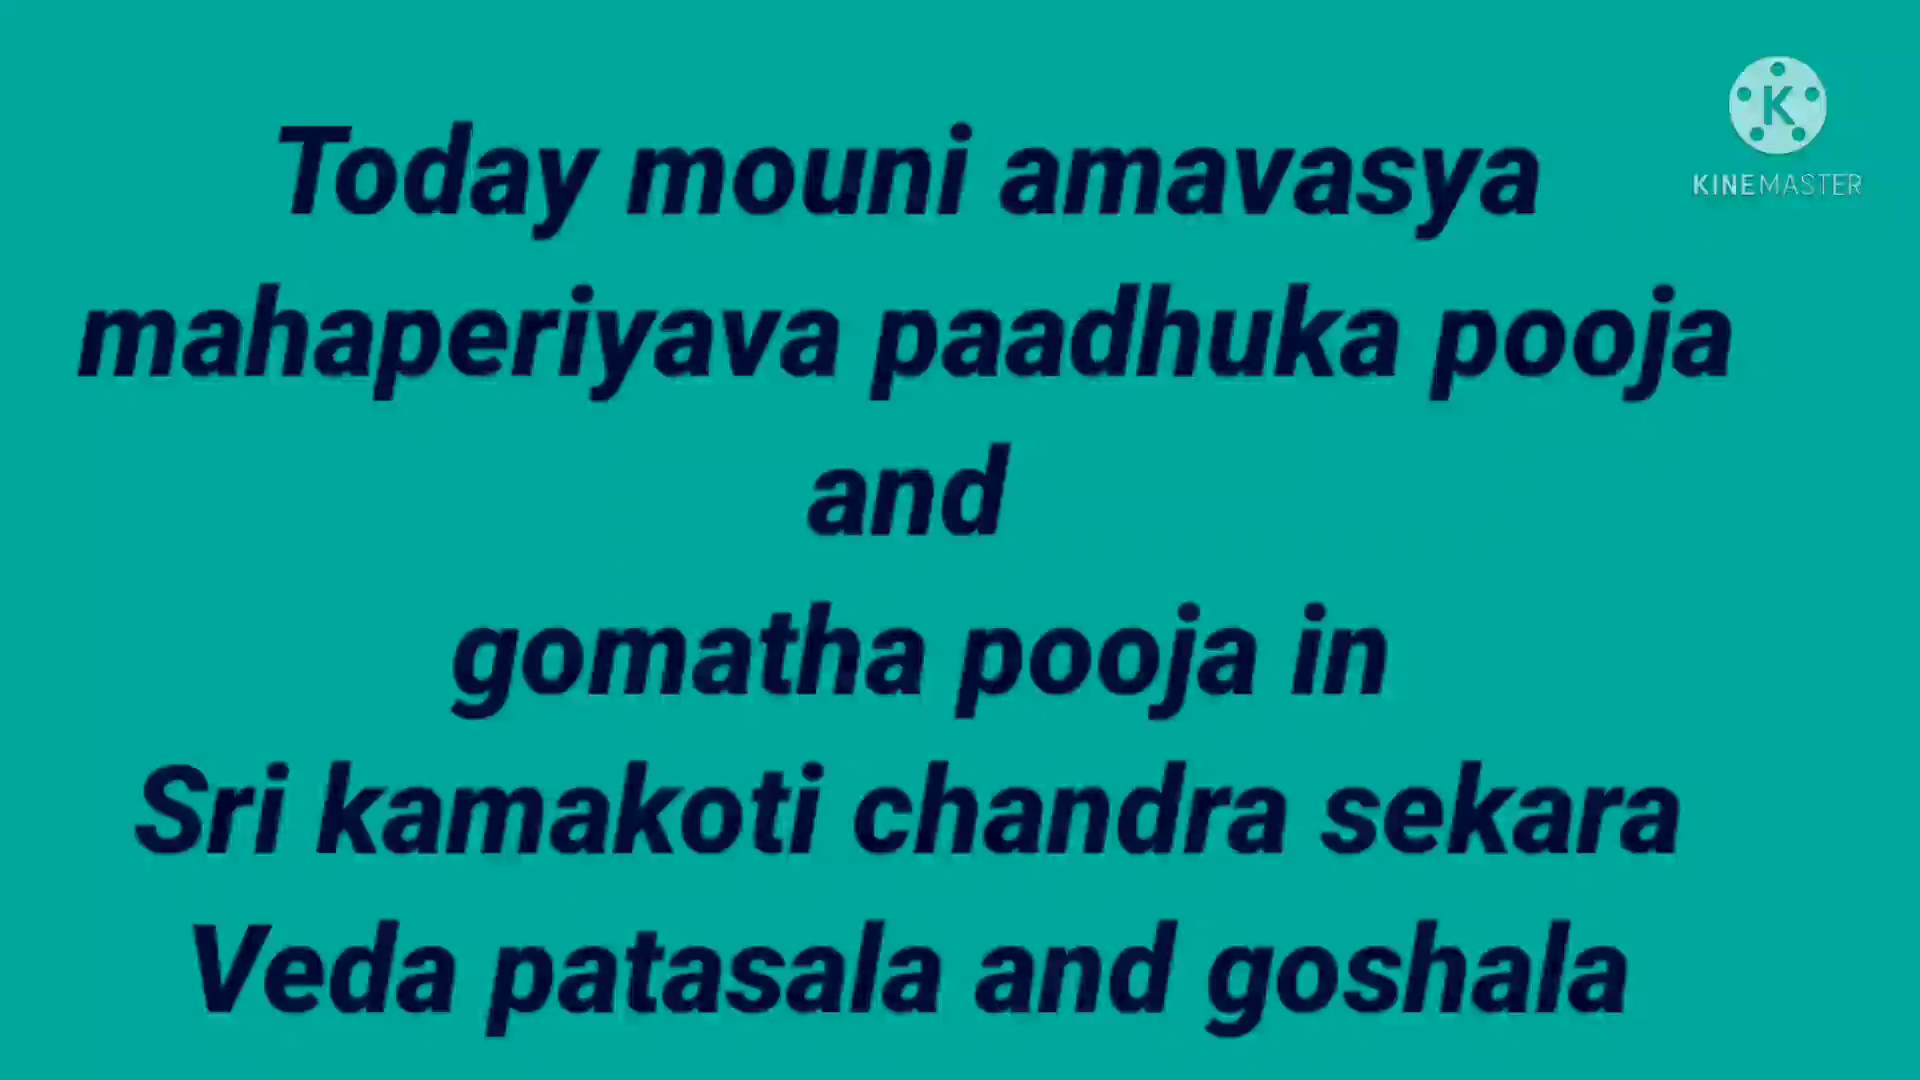 K
KINEMASTER
Today mouni amavasya
mahaperiyava paadhuka pooja
and
gomatha pooja in
Sri kamakoti chandra sekara
Veda patasala and goshala